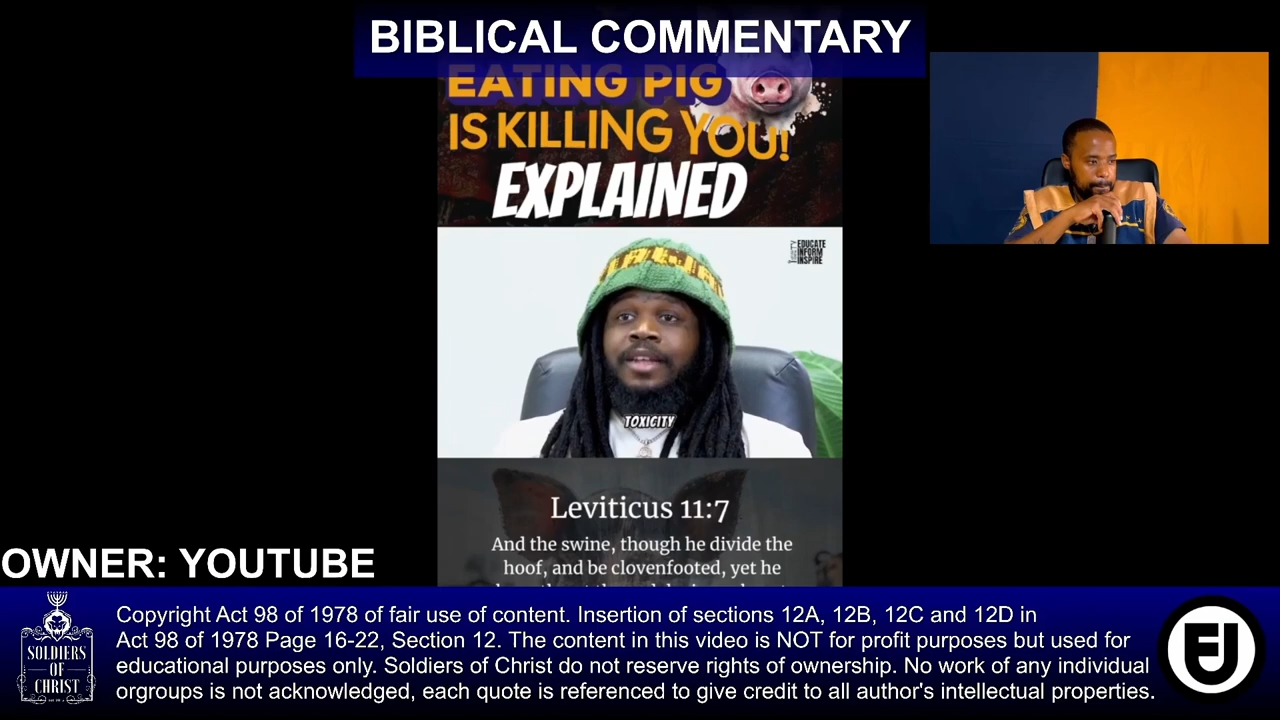 BIBLICAL COMMENTARY
EATING PIG
IS KILLING YOU!
EXPLAINED
EDUCATE
INFORM
INSPIRE
TOXICITY
Leviticus 11:7
And the swine, though he divide the
hoof, and be clovenfooted, yet he
OWNER: YOUTUBE
Copyright Act 98 of 1978 of fair use of content. Insertion of sections 12A, 12B, 12C and 12D in
Act 98 of 1978 Page 16-22, Section 12. The content in this video is NOT for profit purposes but used for
educational purposes only. Soldiers of Christ do not reserve rights of ownership. No work of any individual
orgroups is not acknowledged, each quote is referenced to give credit to all author's intellectual properties.
SOLDIERS
OF
CHRIST